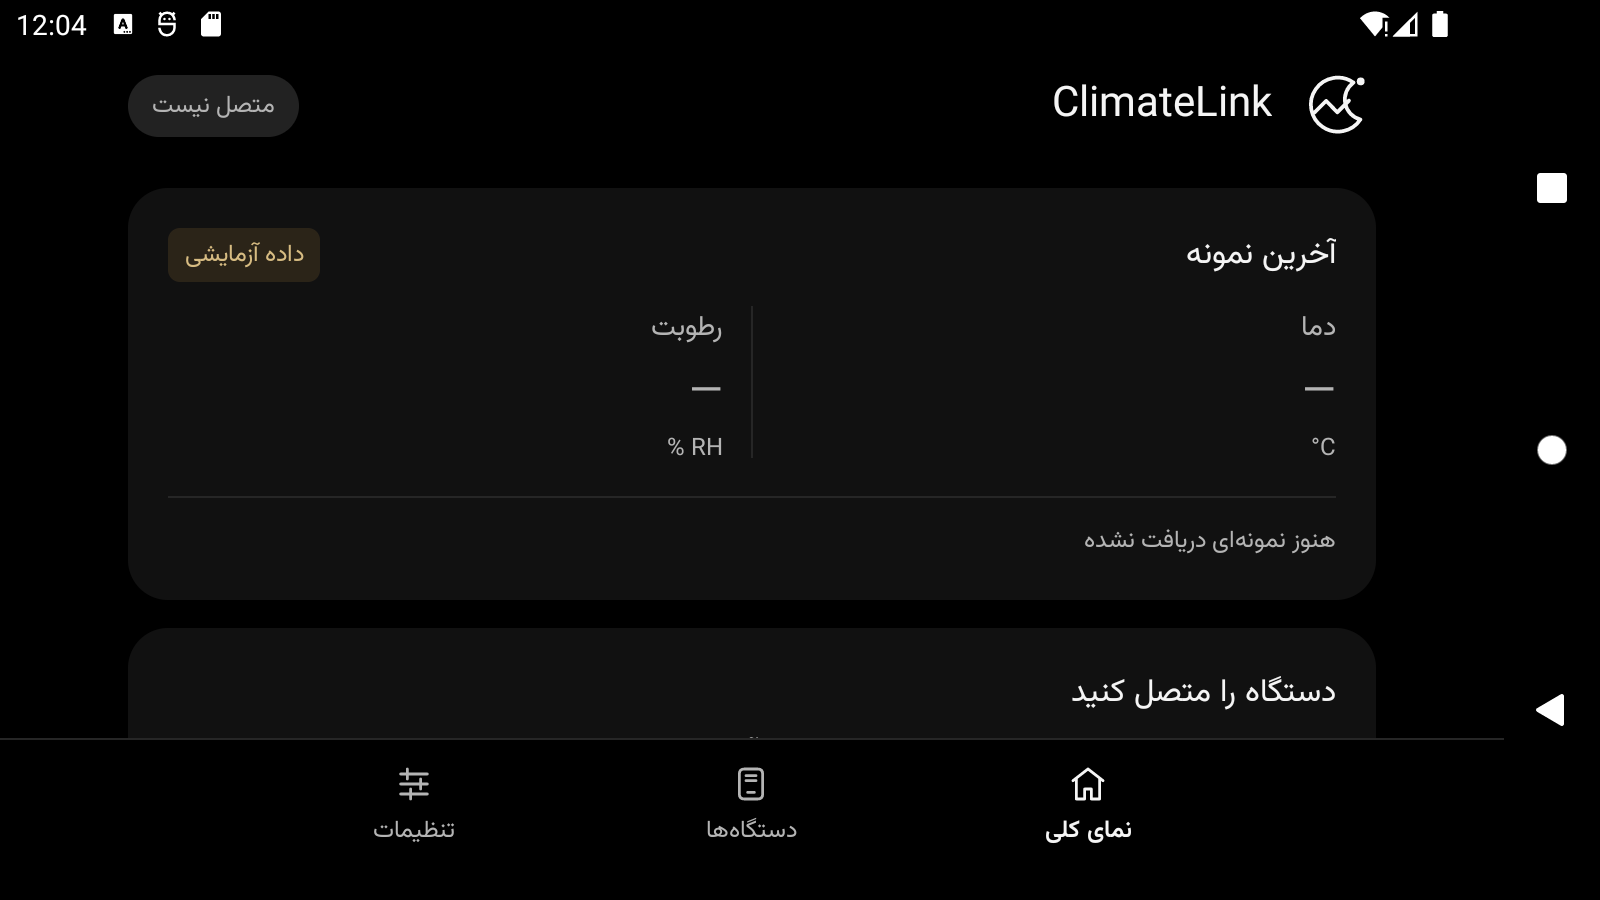 12:04
ClimateLink
متصل نیست
آخرین نمونه
داده آزمایشی
دما
—
°C
رطوبت
—
% RH
هنوز نمونه‌ای دریافت نشده
دستگاه را متصل کنید
نمای کلی
دستگاه‌ها
تنظیمات